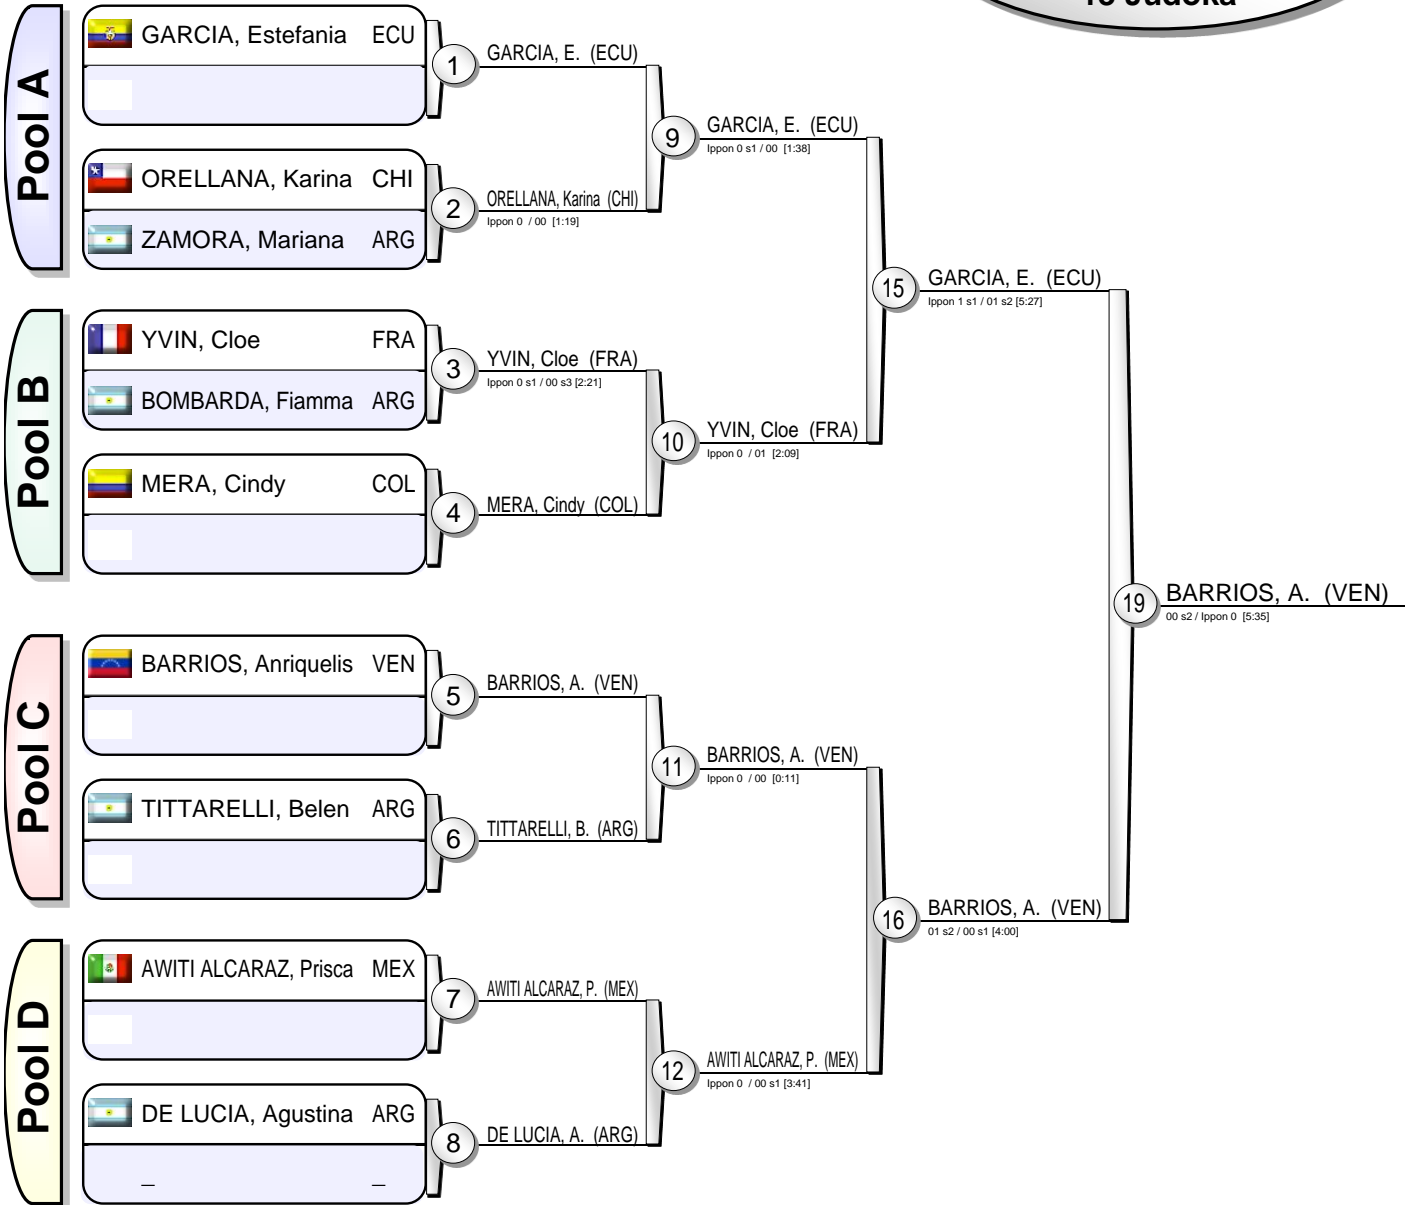 Judoka
Pool A
GARCIA, Estefania ECU
ORELLANA, Karina CHI
ZAMORA, Mariana ARG
1
GARCIA, E. (ECU)
2
ORELLANA, Karina (CHI)
Ippon 0 / 00 [1:19]
9
GARCIA, E. (ECU)
Ippon 0 s1 / 00 [1:38]
Pool B
YVIN, Cloe FRA
BOMBARDA, Fiamma ARG
MERA, Cindy COL
3
YVIN, Cloe (FRA)
Ippon 0 s1 / 00 s3 [2:21]
4
MERA, Cindy (COL)
10
YVIN, Cloe (FRA)
Ippon 0 / 01 [2:09]
15
GARCIA, E. (ECU)
Ippon 1 s1 / 01 s2 [5:27]
Pool C
BARRIOS, Anriquelis VEN
TITTARELLI, Belen ARG
5
BARRIOS, A. (VEN)
6
TITTARELLI, B. (ARG)
11
BARRIOS, A. (VEN)
Ippon 0 / 00 [0:11]
Pool D
AWITI ALCARAZ, Prisca MEX
DE LUCIA, Agustina ARG
_ _
7
AWITI ALCARAZ, P. (MEX)
8
DE LUCIA, A. (ARG)
12
AWITI ALCARAZ, P. (MEX)
Ippon 0 / 00 s1 [3:41]
16
BARRIOS, A. (VEN)
01 s2 / 00 s1 [4:00]
19
BARRIOS, A. (VEN)
00 s2 / Ippon 0 [5:35]